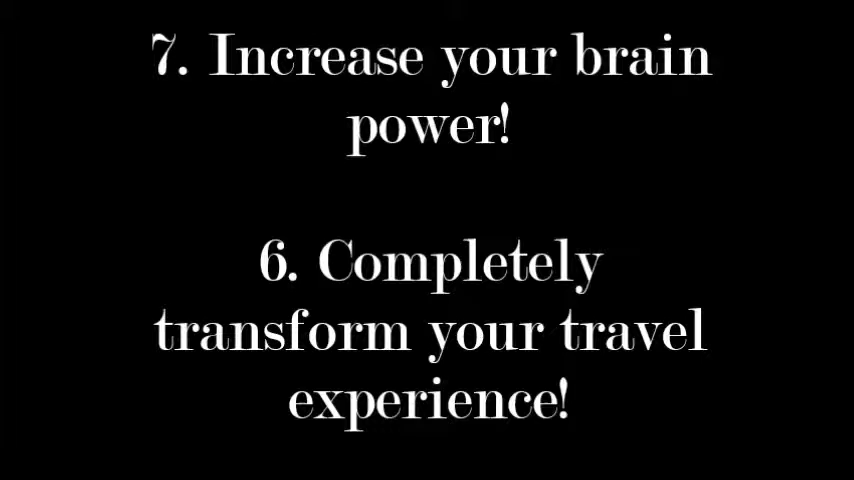 7. Increase your brain
power!
6. Completely
transform your travel
experience!